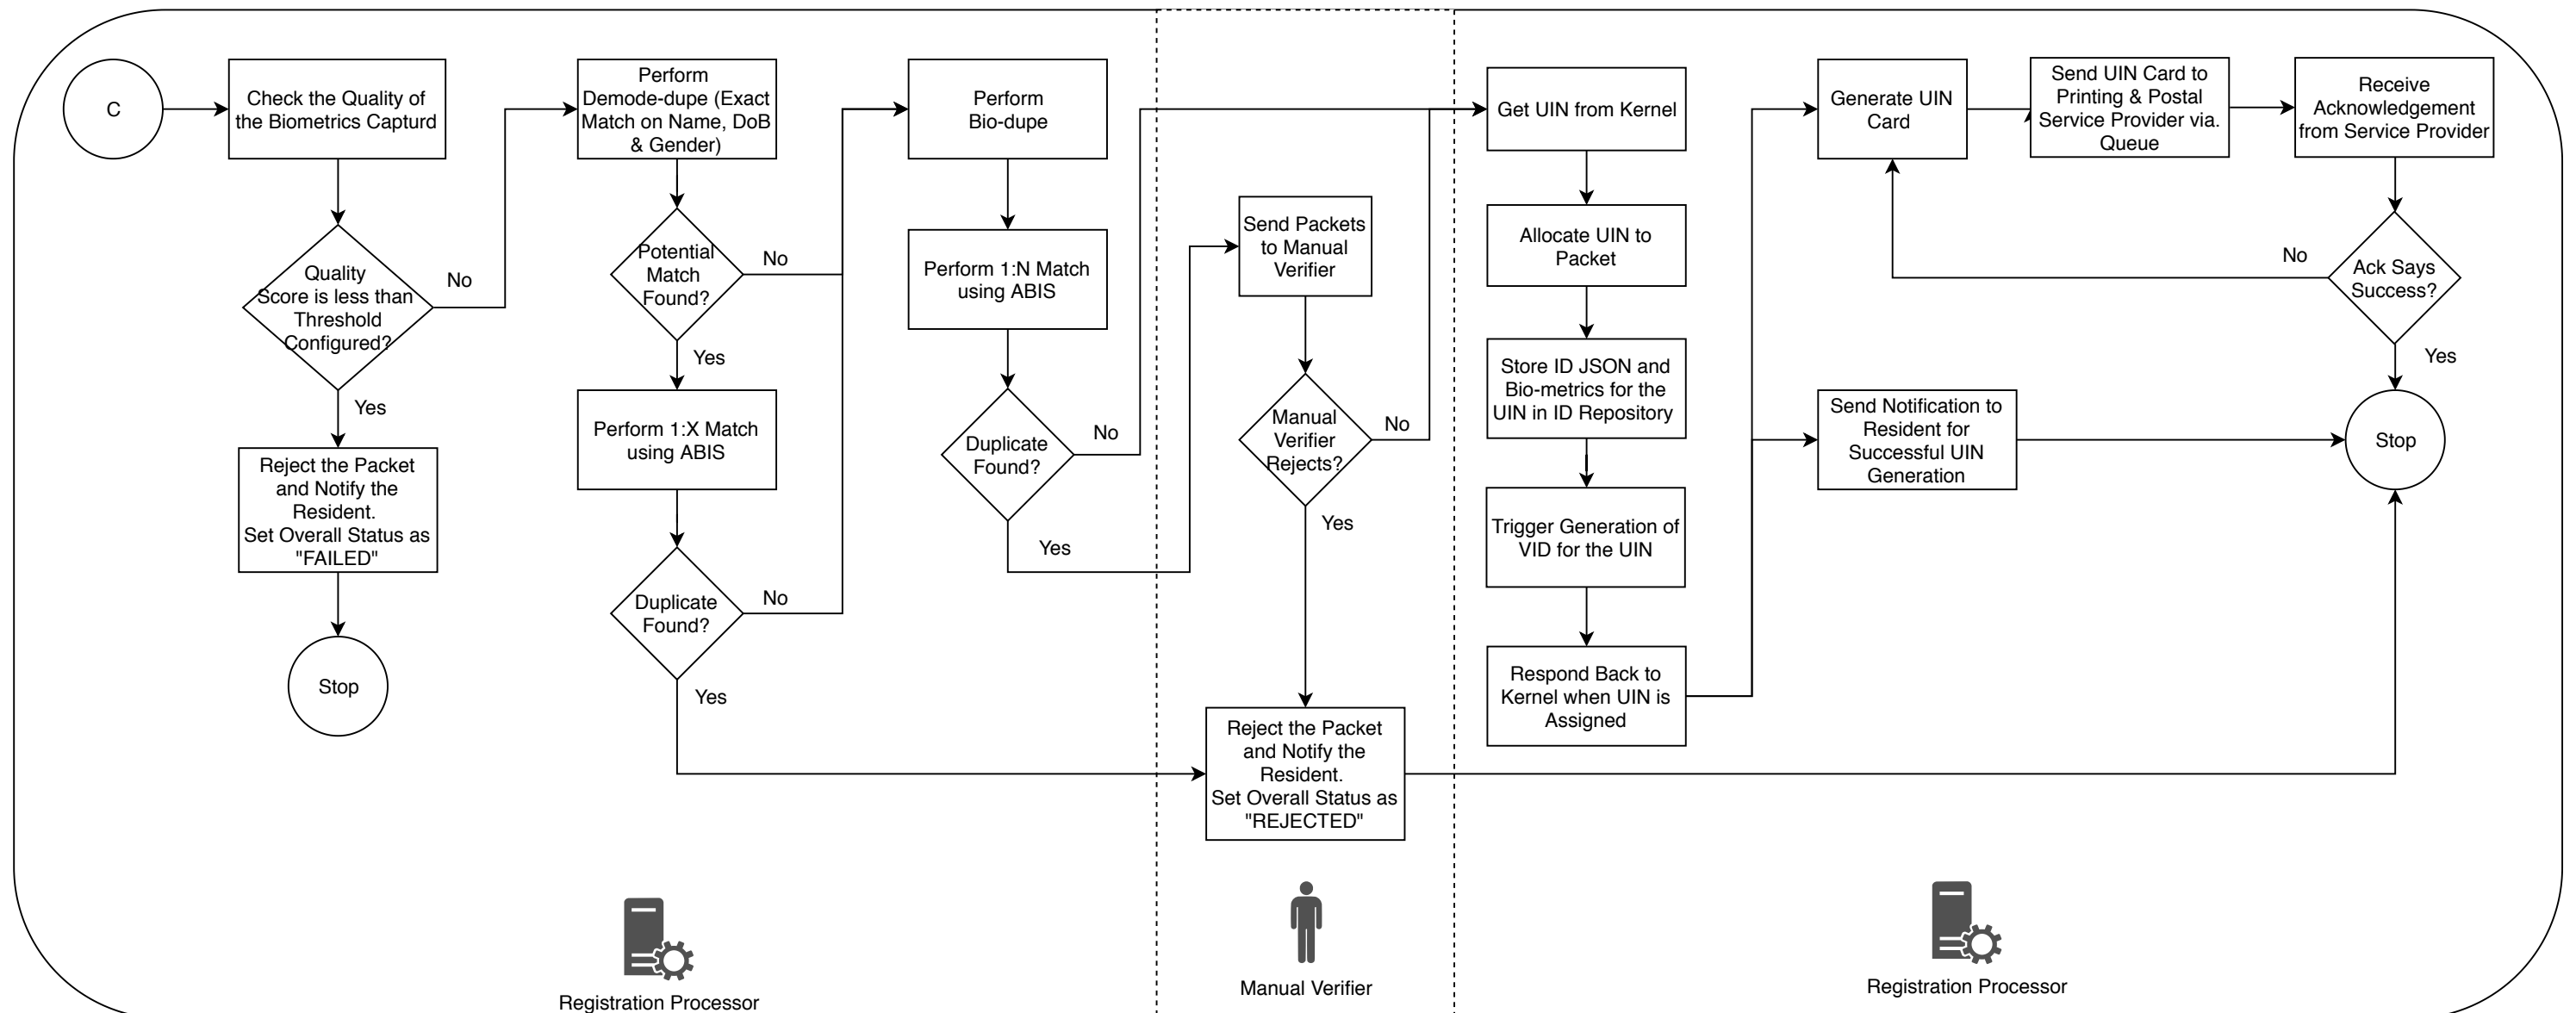 C
Check the Quality of
the Biometrics Capturd
Quality
Score is less than
Threshold
Configured?
No
Yes
Reject the Packet
and Notify the
Resident.
Set Overall Status as
"FAILED"
Stop
Perform
Demode-dupe (Exact
Match on Name, DoB
& Gender)
Potential
Match
Found?
No
Yes
Perform 1:X Match
using ABIS
Duplicate
Found?
No
Yes
Perform
Bio-dupe
Perform 1:N Match
using ABIS
Duplicate
Found?
No
Yes
Send Packets
to Manual
Verifier
Manual
Verifier
Rejects?
No
Yes
Reject the Packet
and Notify the
Resident.
Set Overall Status as
"REJECTED"
Get UIN from Kernel
Allocate UIN to
Packet
Store ID JSON and
Bio-metrics for the
UIN in ID Repository
Trigger Generation of
VID for the UIN
Respond Back to
Kernel when UIN is
Assigned
Generate UIN
Card
Send UIN Card to
Printing & Postal
Service Provider via.
Queue
Receive
Acknowledgement
from Service Provider
Ack Says
Success?
No
Yes
Send Notification to
Resident for
Successful UIN
Generation
Stop
Registration Processor
Manual Verifier
Registration Processor